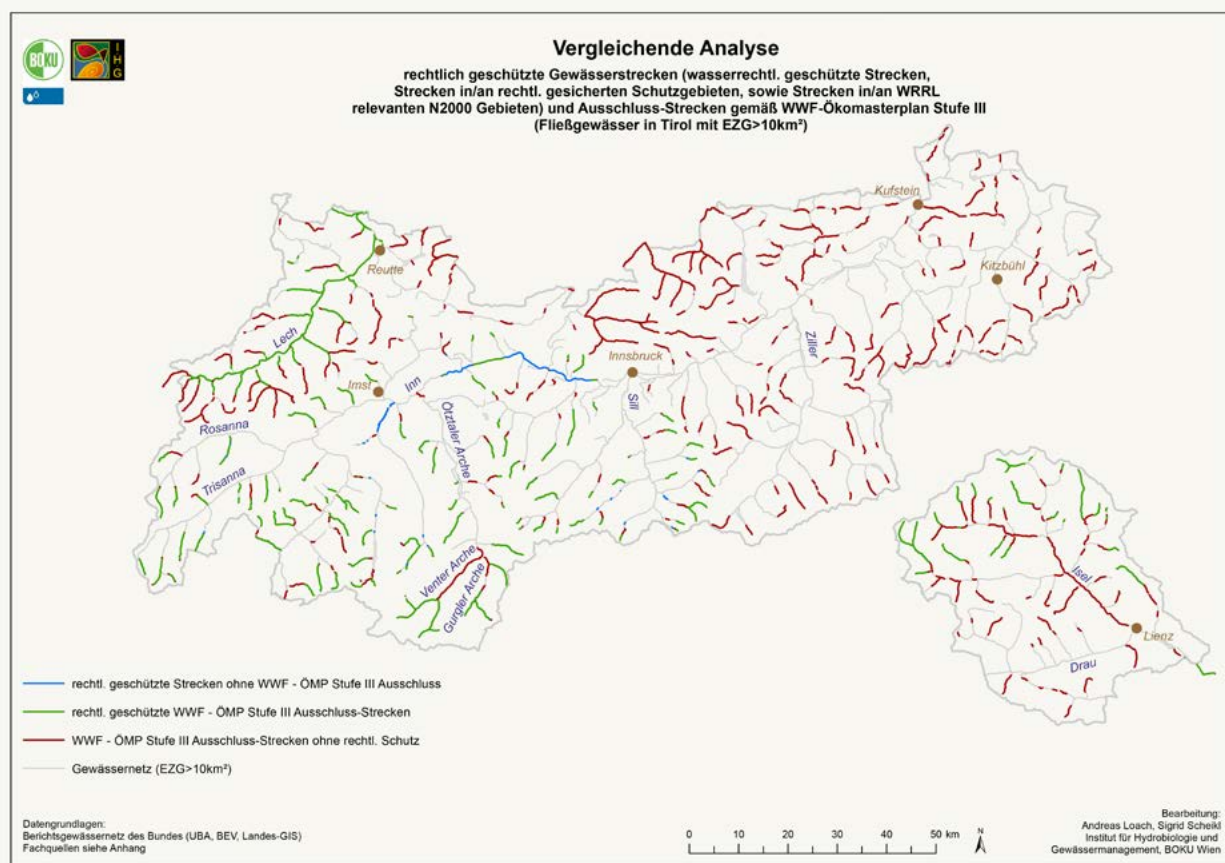 BOKU
I
H
G
Vergleichende Analyse
rechtlich geschützte Gewässerstrecken (wasserrechtl. geschützte Strecken,
Strecken in/an rechtl. gesicherten Schutzgebieten, sowie Strecken in/an WRRL
relevanten N2000 Gebieten) und Ausschluss-Strecken gemäß WWF-Ökomasterplan Stufe III
(Fließgewässer in Tirol mit EZG>10km²)
Kufstein
Reutte
Kitzbühl
Lech
Ziller
Innsbruck
Imst
Inn
Sill
Rosanna
Ötztaler Arche
Trisanna
Venter Arche
Gurgler Arche
Isel
Lienz
Drau
rechtl. geschützte Strecken ohne WWF - ÖMP Stufe III Ausschluss
rechtl. geschützte WWF - ÖMP Stufe III Ausschluss-Strecken
WWF - ÖMP Stufe III Ausschluss-Strecken ohne rechtl. Schutz
Gewässernetz (EZG>10km²)
Datengrundlagen:
Berichtsgewässernetz des Bundes (UBA, BEV, Landes-GIS)
Fachquellen siehe Anhang
0 10 20 30 40 50 km
N
Bearbeitung:
Andreas Loach, Sigrid Scheikl
Institut für Hydrobiologie und
Gewässermanagement, BOKU Wien